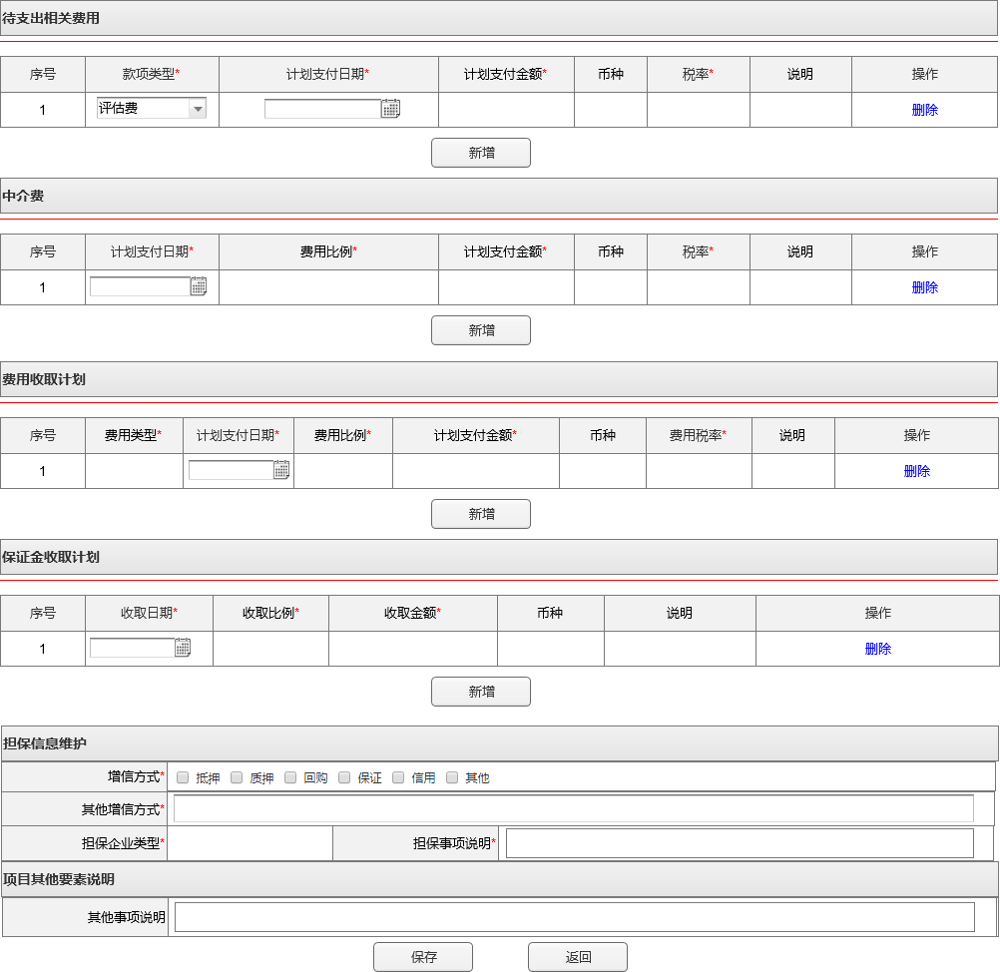 待支出相关费用
序号 款项类型* 计划支付日期* 计划支付金额* 币种 税率* 说明 操作
1 评估费 删除
新增
中介费
序号 计划支付日期* 费用比例* 计划支付金额* 币种 税率* 说明 操作
1 删除
新增
费用收取计划
序号 费用类型* 计划支付日期* 费用比例* 计划支付金额* 币种 费用税率* 说明 操作
1 删除
新增
保证金收取计划
序号 收取日期* 收取比例* 收取金额* 币种 说明 操作
1 删除
新增
担保信息维护
增信方式* 抵押 质押 回购 保证 信用 其他
其他增信方式*
担保企业类型* 担保事项说明*
项目其他要素说明
其他事项说明
保存 返回